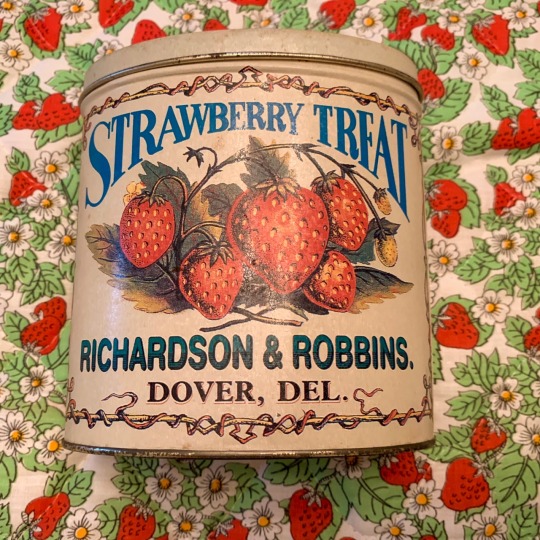 STRAWBERRY TREAT
RICHARDSON & ROBBINS.
DOVER, DEL.